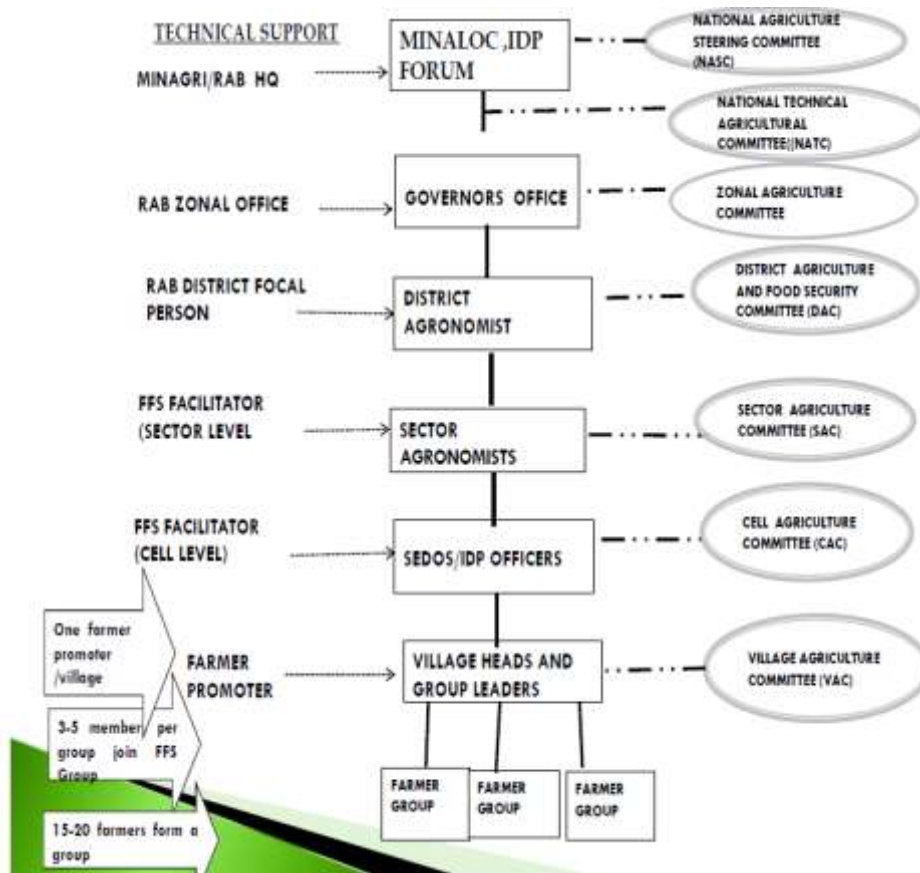 TECHNICAL SUPPORT
MINALOC ,IDP
FORUM
NATIONAL AGRICULTURE
STEERING COMMITTEE
(NASC)
MINAGRI/RAB HQ
NATIONAL TECHNICAL
AGRICULTURAL
COMMITTEE((NATC)
RAB ZONAL OFFICE
GOVERNORS OFFICE
ZONAL AGRICULTURE
COMMITTEE
RAB DISTRICT FOCAL
PERSON
DISTRICT
AGRONOMIST
DISTRICT AGRICULTURE
AND FOOD SECURITY
COMMITTEE (DAC)
FFS FACILITATOR
(SECTOR LEVEL
SECTOR
AGRONOMISTS
SECTOR AGRICULTURE
COMMITTEE (SAC)
FFS FACILITATOR
(CELL LEVEL)
SEDOS/IDP OFFICERS
CELL AGRICULTURE
COMMITTEE (CAC)
One farmer
promoter
/village
FARMER
PROMOTER
VILLAGE HEADS AND
GROUP LEADERS
VILLAGE AGRICULTURE
COMMITTEE (VAC)
3-5 member per
group join FFS
Group
FARMER
GROUP
FARMER
GROUP
FARMER
GROUP
15-20 farmers form a
group